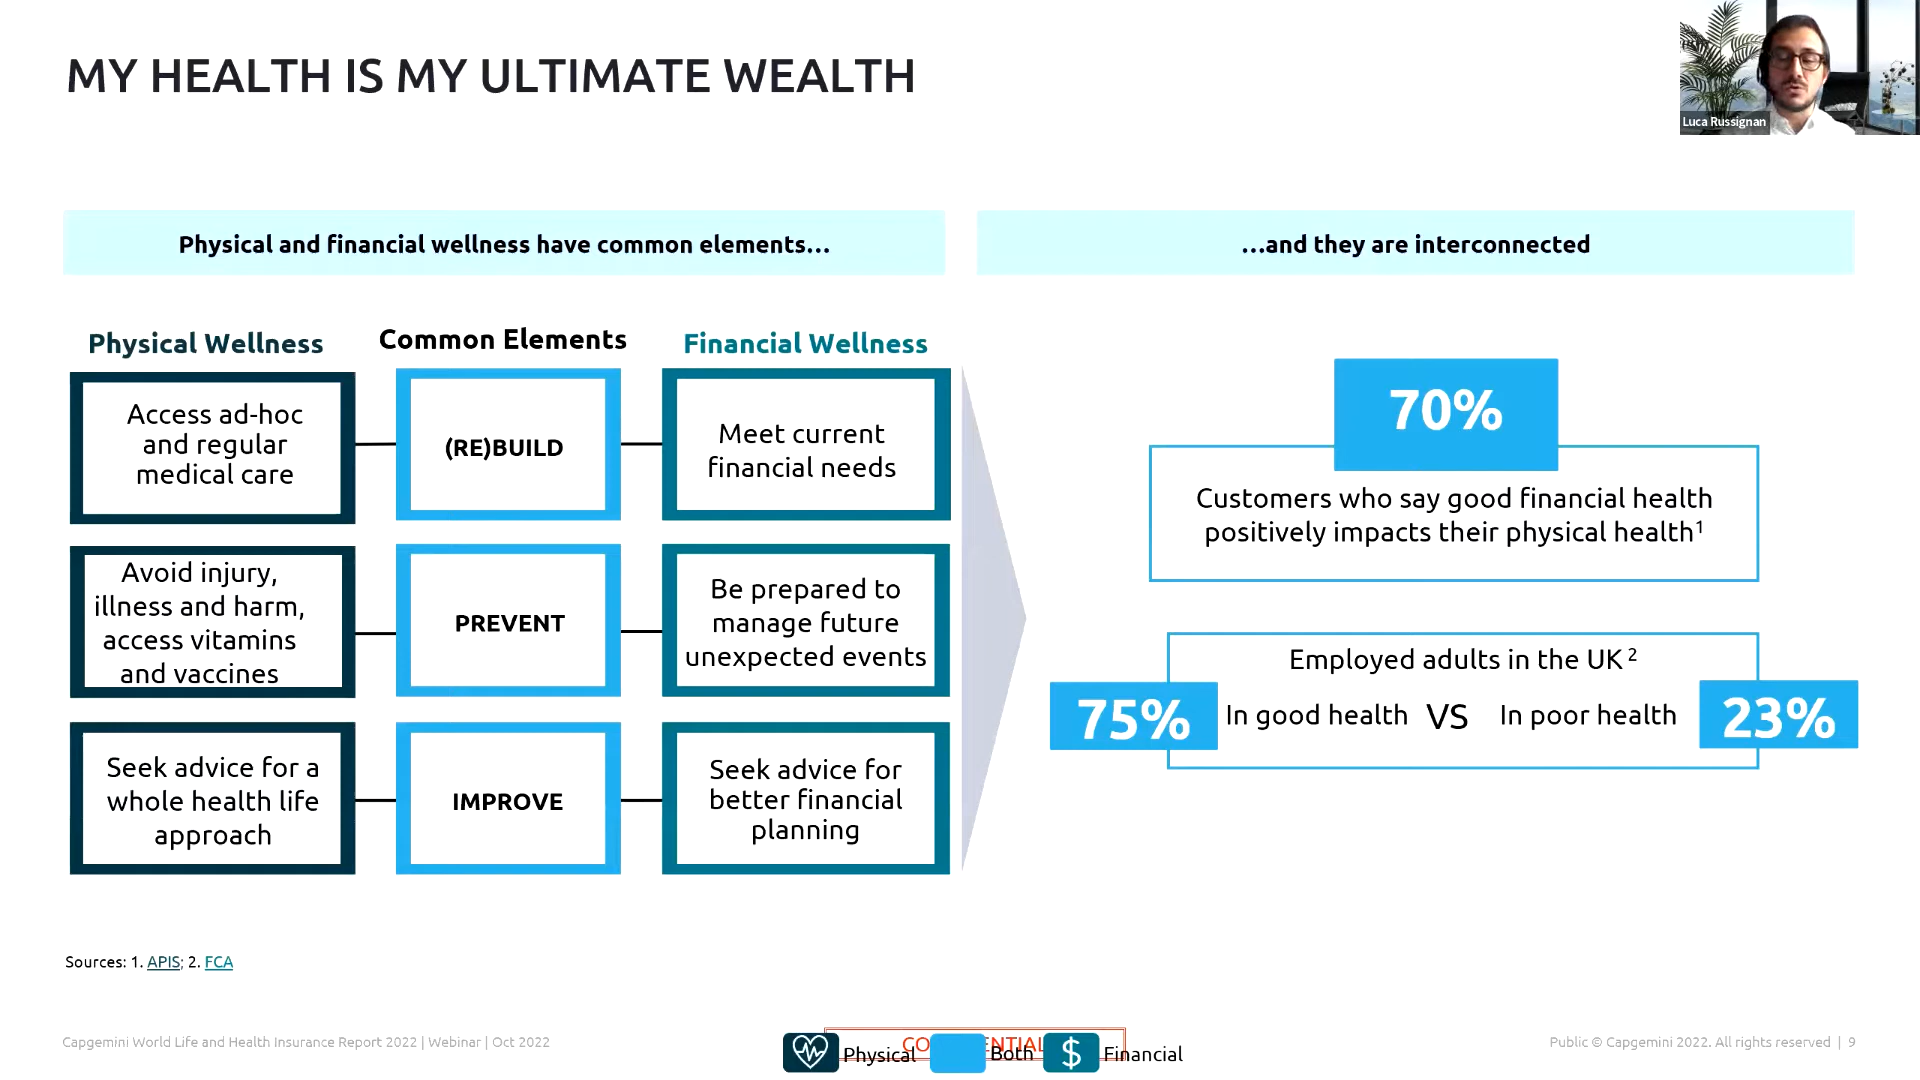 MY HEALTH IS MY ULTIMATE WEALTH
Luca Russignan
Physical and financial wellness have common elements...
...and they are interconnected
Physical Wellness
Common Elements
Financial Wellness
Access ad-hoc
and regular
medical care
(RE)BUILD
Meet current
financial needs
Avoid injury,
illness and harm,
access vitamins
and vaccines
PREVENT
Be prepared to
manage future
unexpected events
Seek advice for a
whole health life
approach
IMPROVE
Seek advice for
better financial
planning
70%
Customers who say good financial health
positively impacts their physical health¹
Employed adults in the UK ²
75% In good health VS In poor health 23%
Sources: 1. APIS; 2. FCA
Capgemini World Life and Health Insurance Report 2022 | Webinar | Oct 2022
Physical Both $ Financial
Public © Capgemini 2022. All rights reserved | 9